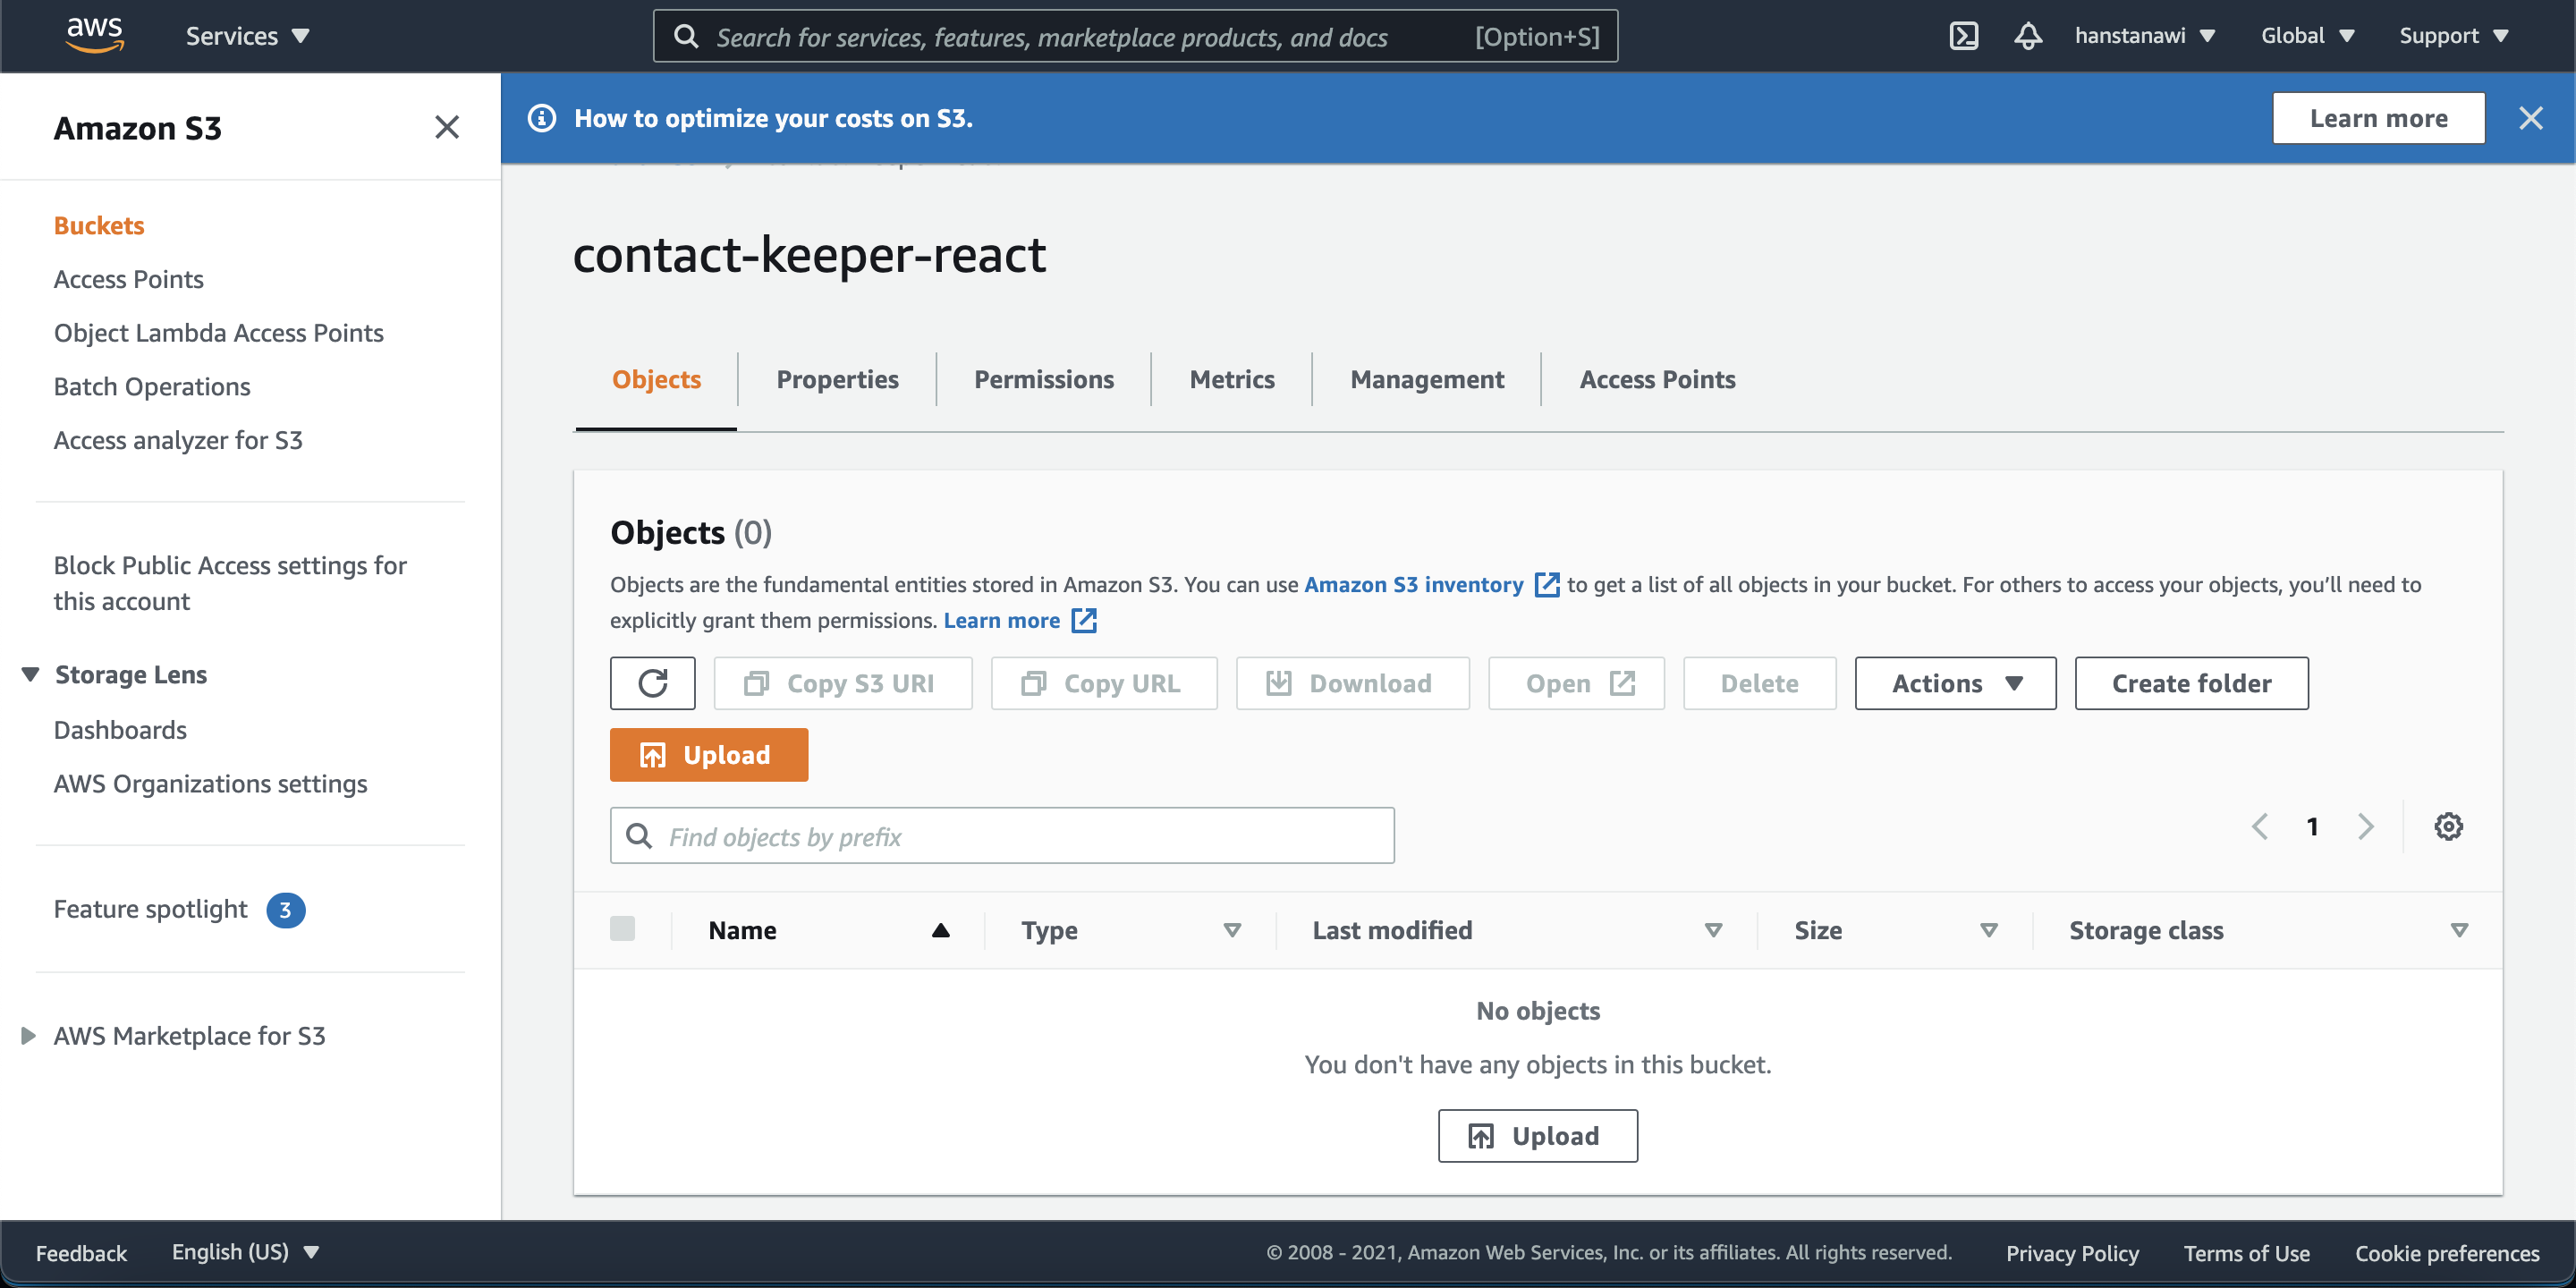 aws
Services
Search for services, features, marketplace products, and docs
[Option+S]
hanstanawi
Global
Support
Amazon S3
Buckets
Access Points
Object Lambda Access Points
Batch Operations
Access analyzer for S3
Block Public Access settings for
this account
Storage Lens
Dashboards
AWS Organizations settings
Feature spotlight 3
AWS Marketplace for S3
How to optimize your costs on S3.
Learn more
contact-keeper-react
Objects
Properties
Permissions
Metrics
Management
Access Points
Objects (0)
Objects are the fundamental entities stored in Amazon S3. You can use Amazon S3 inventory to get a list of all objects in your bucket. For others to access your objects, you’ll need to
explicitly grant them permissions. Learn more
Copy S3 URI
Copy URL
Download
Open
Delete
Actions
Create folder
Upload
Find objects by prefix
1
Name
Type
Last modified
Size
Storage class
No objects
You don't have any objects in this bucket.
Upload
Feedback
English (US)
© 2008 - 2021, Amazon Web Services, Inc. or its affiliates. All rights reserved.
Privacy Policy
Terms of Use
Cookie preferences